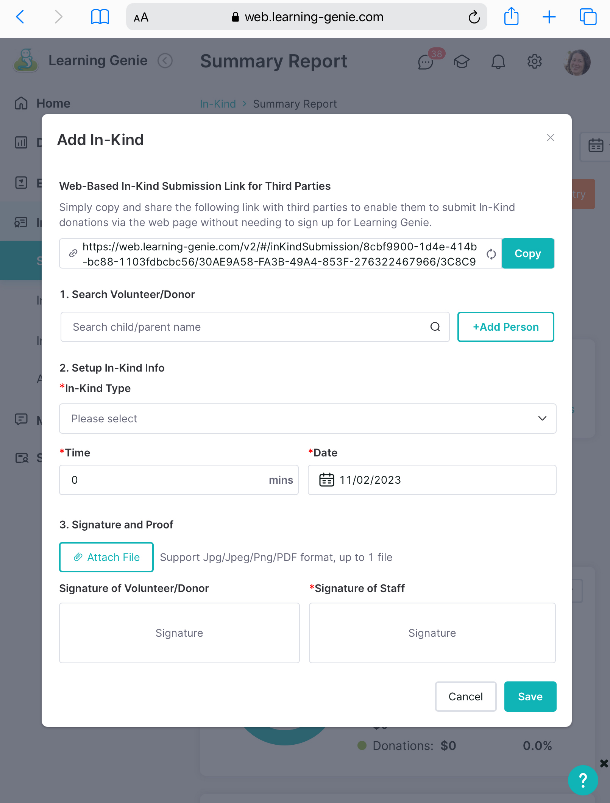 AA web.learning-genie.com
Learning Genie Summary Report
Home In-Kind > Summary Report
Add In-Kind
Web-Based In-Kind Submission Link for Third Parties
Simply copy and share the following link with third parties to enable them to submit In-Kind
donations via the web page without needing to sign up for Learning Genie.
https://web.learning-genie.com/v2/#/inKindSubmission/8cbf9900-1d4e-414b
-bc88-1103fdbcbc56/30AE9A58-FA3B-49A4-853F-276322467966/3C8C9
Copy
1. Search Volunteer/Donor
Search child/parent name
+Add Person
2. Setup In-Kind Info
*In-Kind Type
Please select
*Time *Date
0 mins 11/02/2023
3. Signature and Proof
Attach File Support Jpg/Jpeg/Png/PDF format, up to 1 file
Signature of Volunteer/Donor *Signature of Staff
Signature Signature
Cancel Save
Donations: $0 0.0%
?